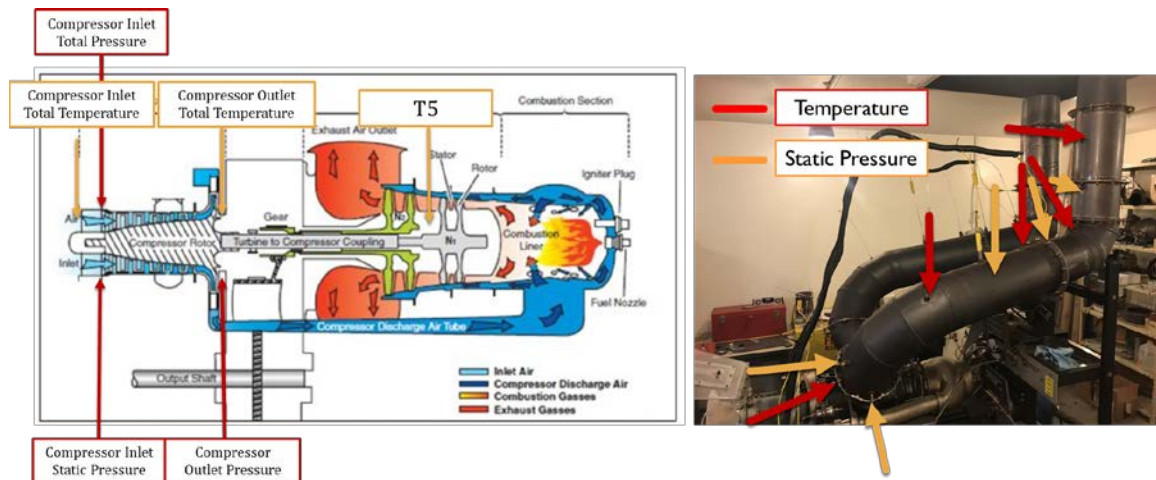 Compressor Inlet
Total Pressure
Compressor Inlet
Total Temperature
Compressor Outlet
Total Temperature
T5
Combustion Section
Exhaust Air Outlet
Stator
Rotor
Igniter Plug
Air
Gear
N2
Compressor Rotor
Turbine to Compressor Coupling
N1
Combustion
Liner
Inlet
Fuel Nozzle
Compressor Discharge Air Tube
Output Shaft
Inlet Air
Compressor Discharge Air
Combustion Gasses
Exhaust Gasses
Compressor Inlet
Static Pressure
Compressor
Outlet Pressure
Temperature
Static Pressure